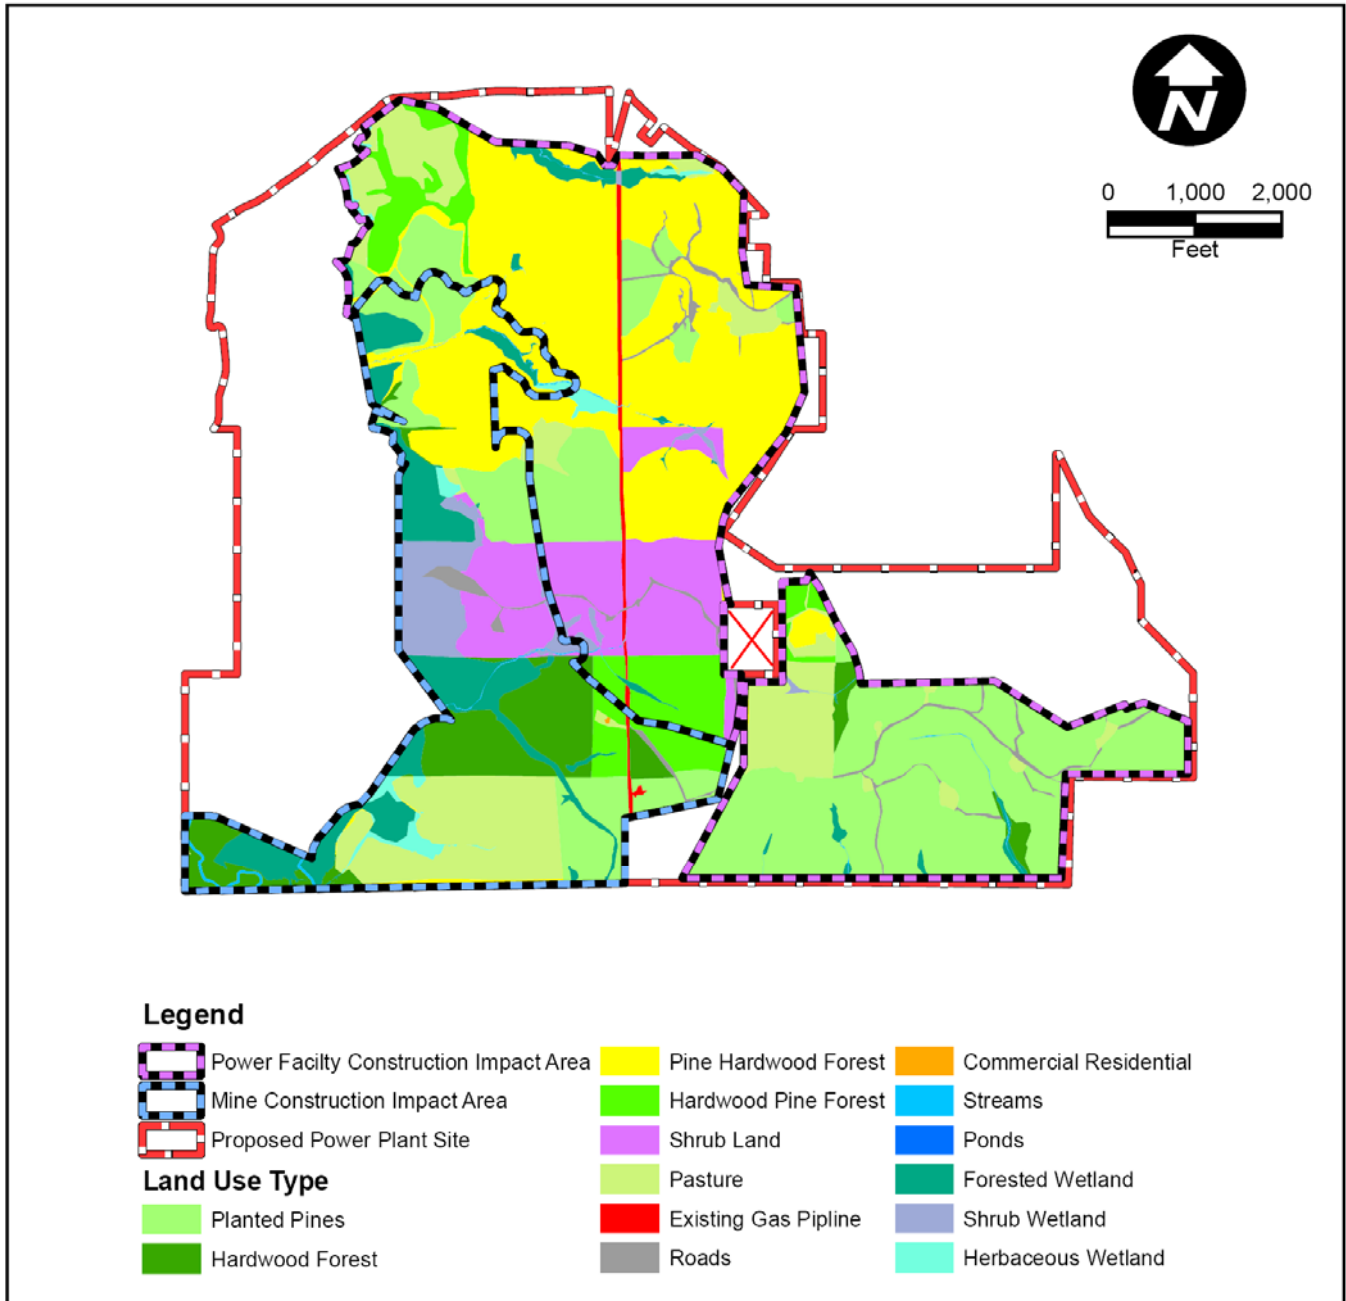 N
0 1,000 2,000
Feet
Legend
Power Facilty Construction Impact Area
Mine Construction Impact Area
Proposed Power Plant Site
Land Use Type
Planted Pines
Hardwood Forest
Pine Hardwood Forest
Hardwood Pine Forest
Shrub Land
Pasture
Existing Gas Pipline
Roads
Commercial Residential
Streams
Ponds
Forested Wetland
Shrub Wetland
Herbaceous Wetland